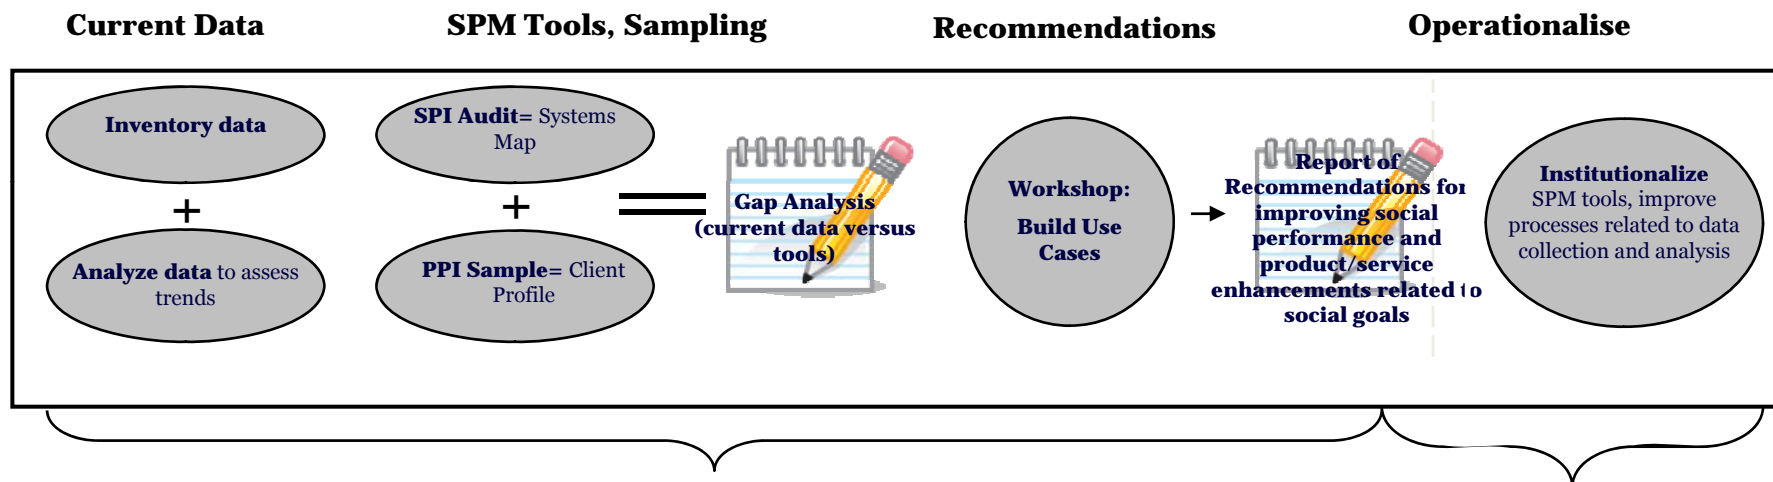 Current Data
SPM Tools, Sampling
Recommendations
Operationalise
Inventory data
+
Analyze data to assess
trends
SPI Audit= Systems
Map
+
PPI Sample= Client
Profile
Gap Analysis
(current data versus
tools)
Workshop:
Build Use
Cases
Report of
Recommendations for
improving social
performance and
product/service
enhancements related to
social goals
Institutionalize
SPM tools, improve
processes related to data
collection and analysis